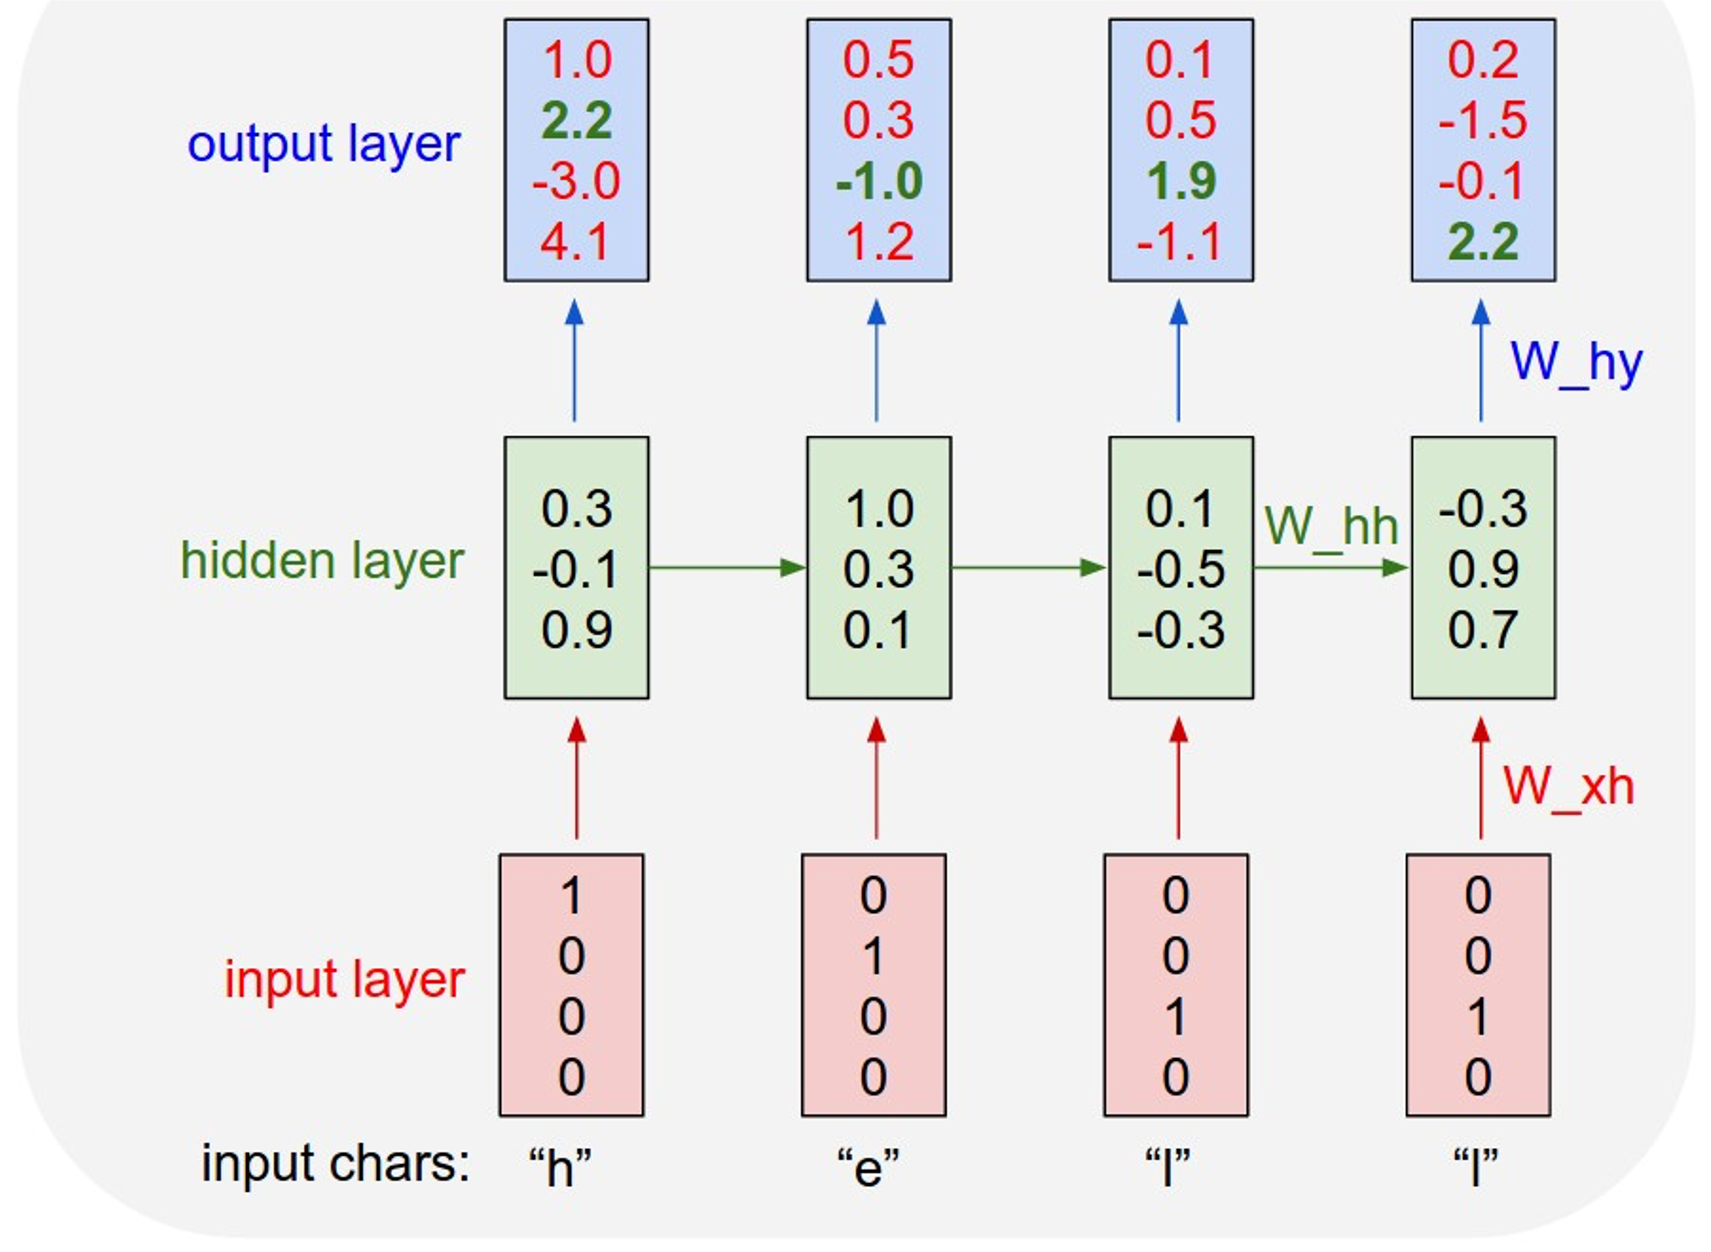 1.0 0.5 0.1 0.2
2.2 0.3 0.5 -1.5
output layer
-3.0 -1.0 1.9 -0.1
4.1 1.2 -1.1 2.2
W_hy
0.3 1.0 0.1 W_hh -0.3
hidden layer -0.1 0.3 -0.5 0.9
0.9 0.1 -0.3 0.7
W_xh
1 0 0 0
input layer 0 1 0 0
0 0 1 1
0 0 0 0
input chars: “h” “e” “l” “l”